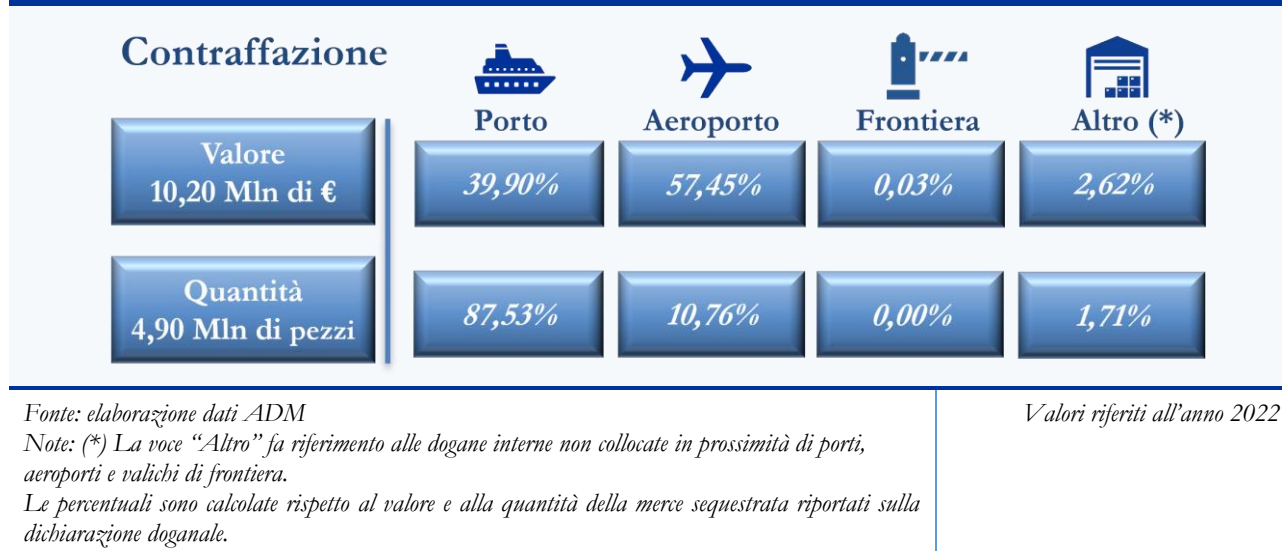 Contraffazione
Porto
Aeroporto
Frontiera
Altro (*)
Valore
10,20 Mln di €
39,90%
57,45%
0,03%
2,62%
Quantità
4,90 Mln di pezzi
87,53%
10,76%
0,00%
1,71%
Fonte: elaborazione dati ADM
Note: (*) La voce “Altro” fa riferimento alle dogane interne non collocate in prossimità di porti,
aeroporti e valichi di frontiera.
Le percentuali sono calcolate rispetto al valore e alla quantità della merce sequestrata riportati sulla
dichiarazione doganale.
Valori riferiti all’anno 2022